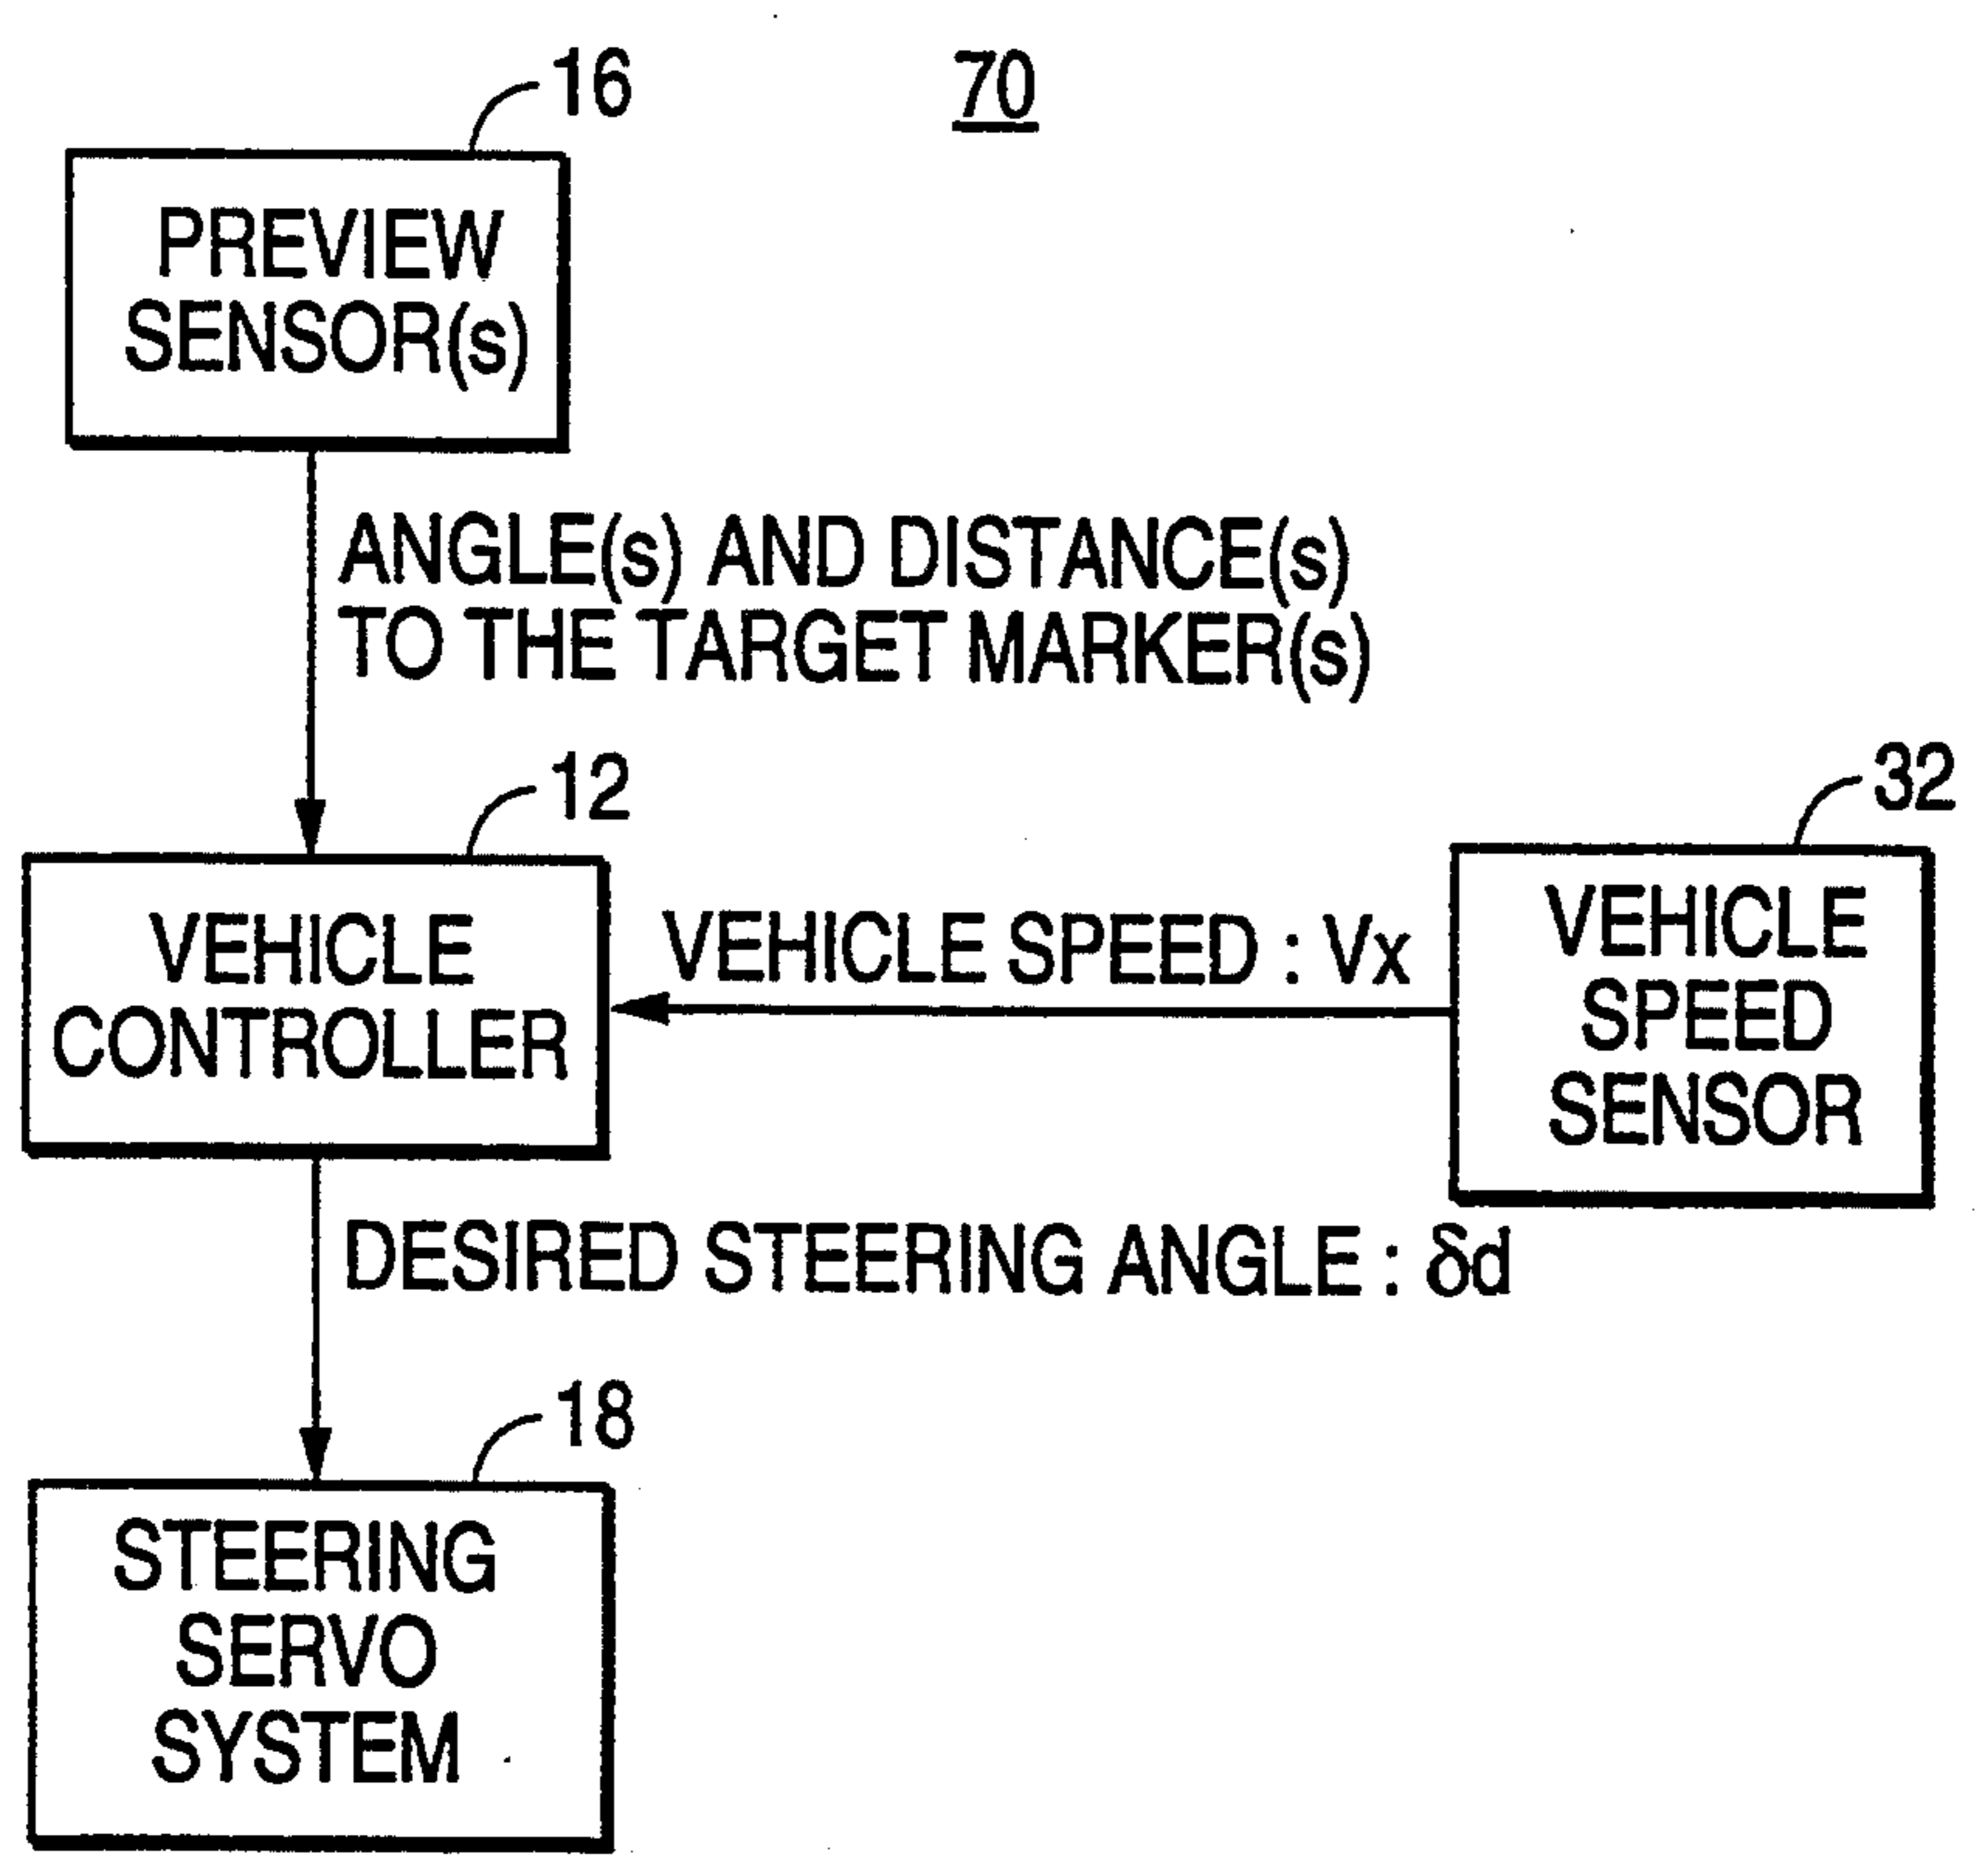 16
70
PREVIEW
SENSOR(s)
ANGLE(s) AND DISTANCE(s)
TO THE TARGET MARKER(s)
12
32
VEHICLE
CONTROLLER
VEHICLE SPEED : Vx
VEHICLE
SPEED
SENSOR
DESIRED STEERING ANGLE : δd
18
STEERING
SERVO
SYSTEM